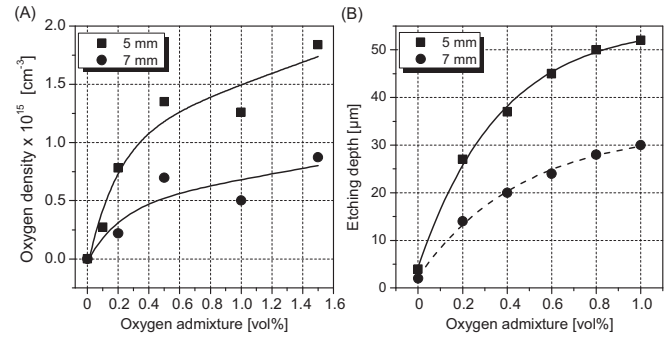 (A)
5 mm
7 mm
Oxygen density x 10¹⁵ [cm⁻³]
2.0
1.5
1.0
0.5
0.0
0 0.2 0.4 0.6 0.8 1.0 1.2 1.4 1.6
Oxygen admixture [vol%]
(B)
5 mm
7 mm
Etching depth [µm]
50
40
30
20
10
0
0 0.2 0.4 0.6 0.8 1.0
Oxygen admixture [vol%]